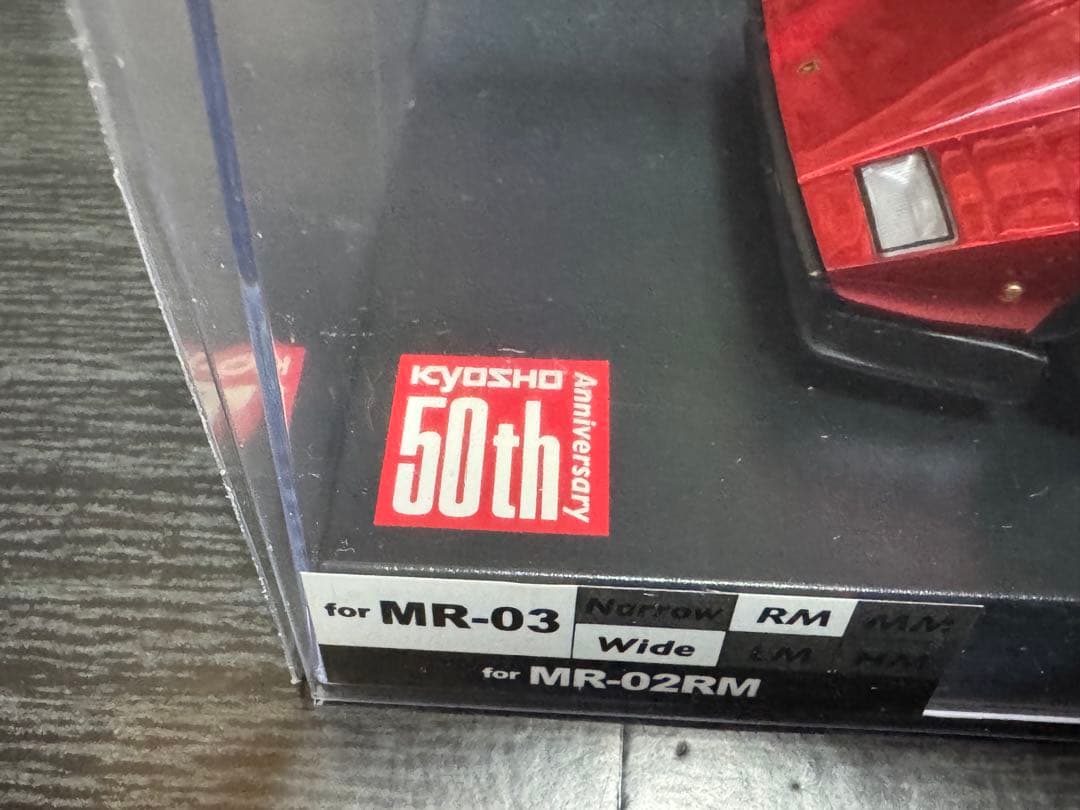 KYOSHO
50th
Anniversary
for MR-03
Narrow RM MM
Wide LM HM
for MR-02RM